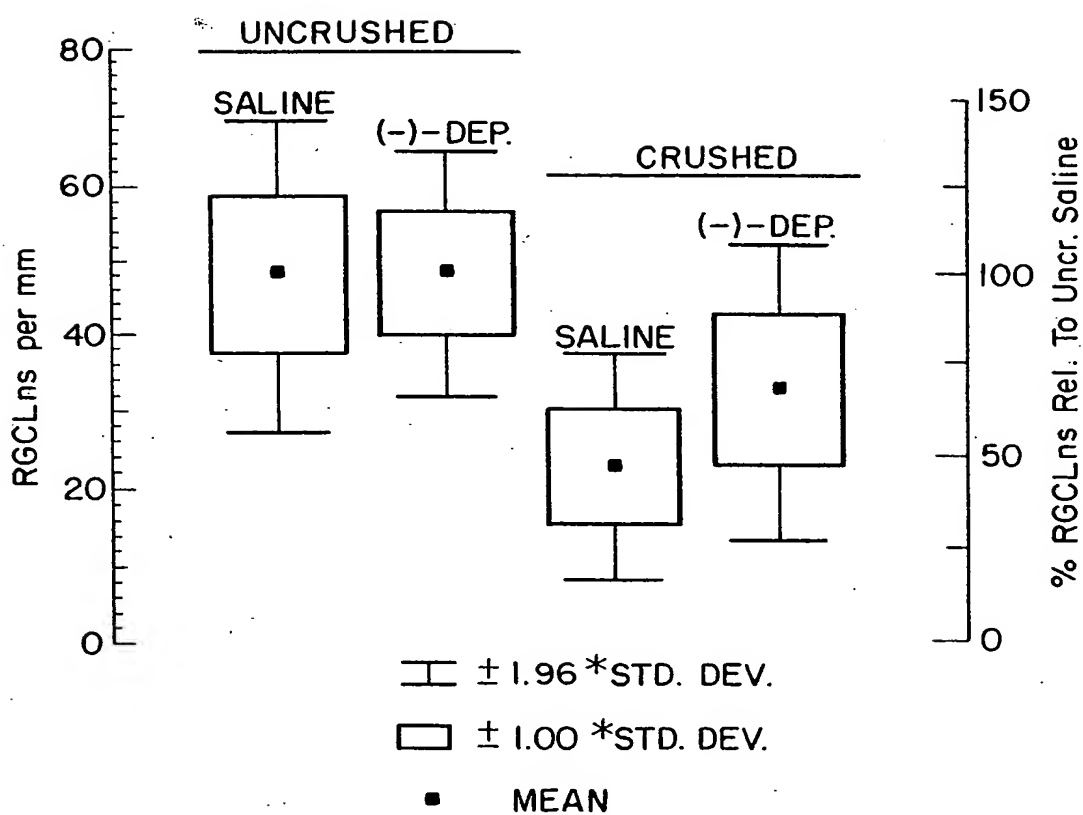 UNCRUSHED
SALINE
(-)-DEP.
CRUSHED
(-)-DEP.
SALINE
RGCLns per mm
80
60
40
20
0
150
100
50
0
% RGCLns Rel. To Uncr. Saline
± 1.96 *STD. DEV.
± 1.00 *STD. DEV.
MEAN